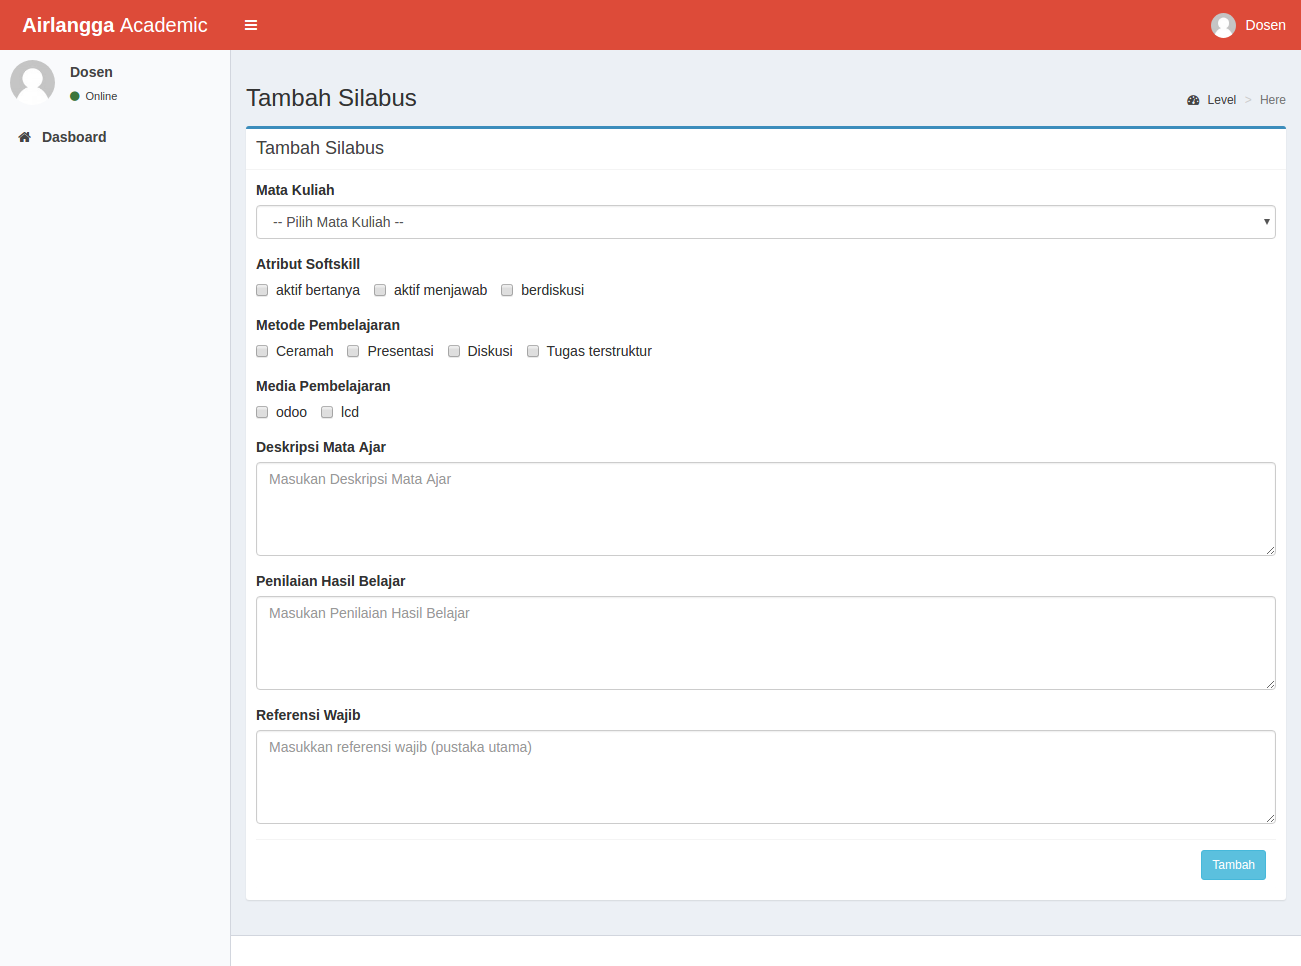 Airlangga Academic
Dosen
Dosen
Online
Dasboard
Tambah Silabus
Level > Here
Tambah Silabus
Mata Kuliah
-- Pilih Mata Kuliah --
Atribut Softskill
aktif bertanya aktif menjawab berdiskusi
Metode Pembelajaran
Ceramah Presentasi Diskusi Tugas terstruktur
Media Pembelajaran
odoo lcd
Deskripsi Mata Ajar
Masukan Deskripsi Mata Ajar
Penilaian Hasil Belajar
Masukan Penilaian Hasil Belajar
Referensi Wajib
Masukkan referensi wajib (pustaka utama)
Tambah